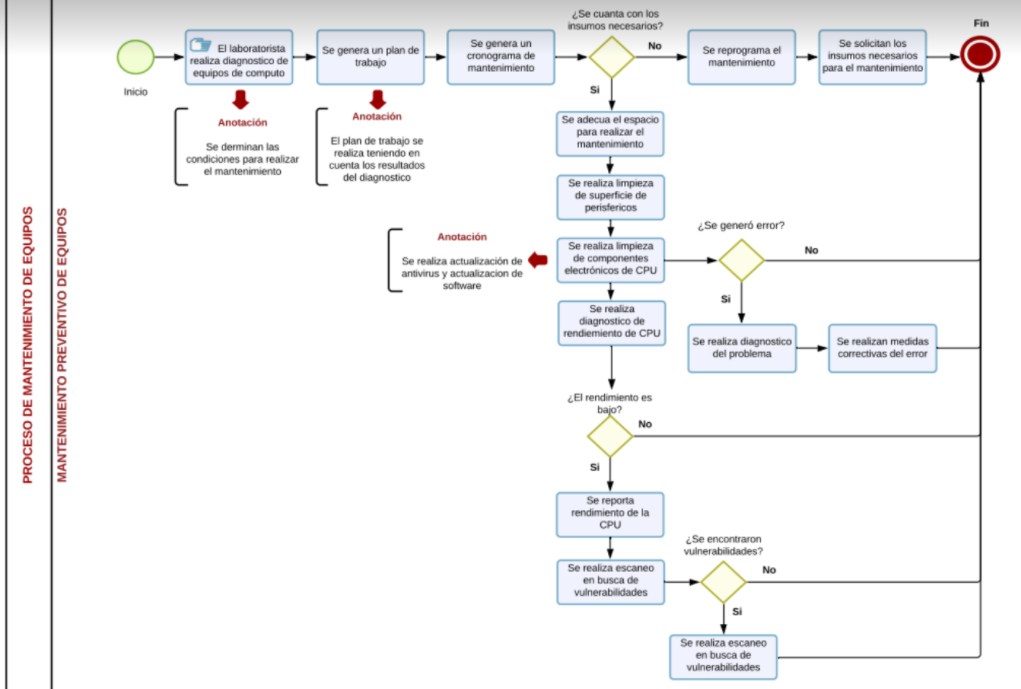 PROCESO DE MANTENIMIENTO DE EQUIPOS
MANTENIMIENTO PREVENTIVO DE EQUIPOS
Inicio
El laboratorista
realiza diagnostico de
equipos de computo
Anotación
Se derminan las
condiciones para realizar
el mantenimiento
Se genera un plan de
trabajo
Anotación
El plan de trabajo se
realiza teniendo en
cuenta los resultados
del diagnostico
Se genera un
cronograma de
mantenimiento
¿Se cuanta con los
insumos necesarios?
No
Se reprograma el
mantenimiento
Se solicitan los
insumos necesarios
para el mantenimiento
Fin
Si
Se adecua el espacio
para realizar el
mantenimiento
Se realiza limpieza
de superficie de
perisfericos
Se realiza limpieza
de componentes
electrónicos de CPU
Anotación
Se realiza actualización de
antivirus y actualizacion de
software
¿Se generó error?
No
Si
Se realiza diagnostico
del problema
Se realizan medidas
correctivas del error
Se realiza
diagnostico de
rendiemiento de CPU
¿El rendimiento es
bajo?
No
Si
Se reporta
rendimiento de la
CPU
Se realiza escaneo
en busca de
vulnerabilidades
¿Se encontraron
vulnerabilidades?
No
Si
Se realiza escaneo
en busca de
vulnerabilidades